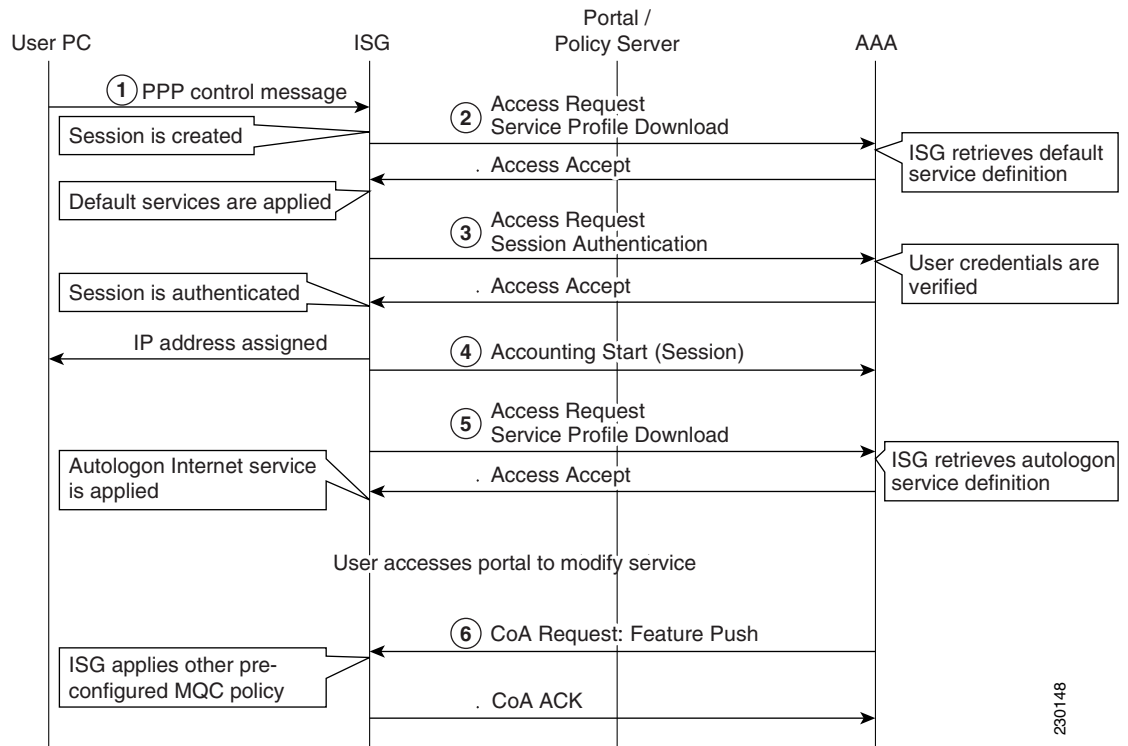 Portal /
User PC
ISG
Policy Server
AAA
1 PPP control message
2 Access Request
Service Profile Download
Session is created
ISG retrieves default
service definition
. Access Accept
Default services are applied
3 Access Request
Session Authentication
User credentials are
verified
Session is authenticated
. Access Accept
IP address assigned
4 Accounting Start (Session)
5 Access Request
Service Profile Download
Autologon Internet service
is applied
. Access Accept
ISG retrieves autologon
service definition
User accesses portal to modify service
6 CoA Request: Feature Push
ISG applies other pre-
configured MQC policy
. CoA ACK
230148